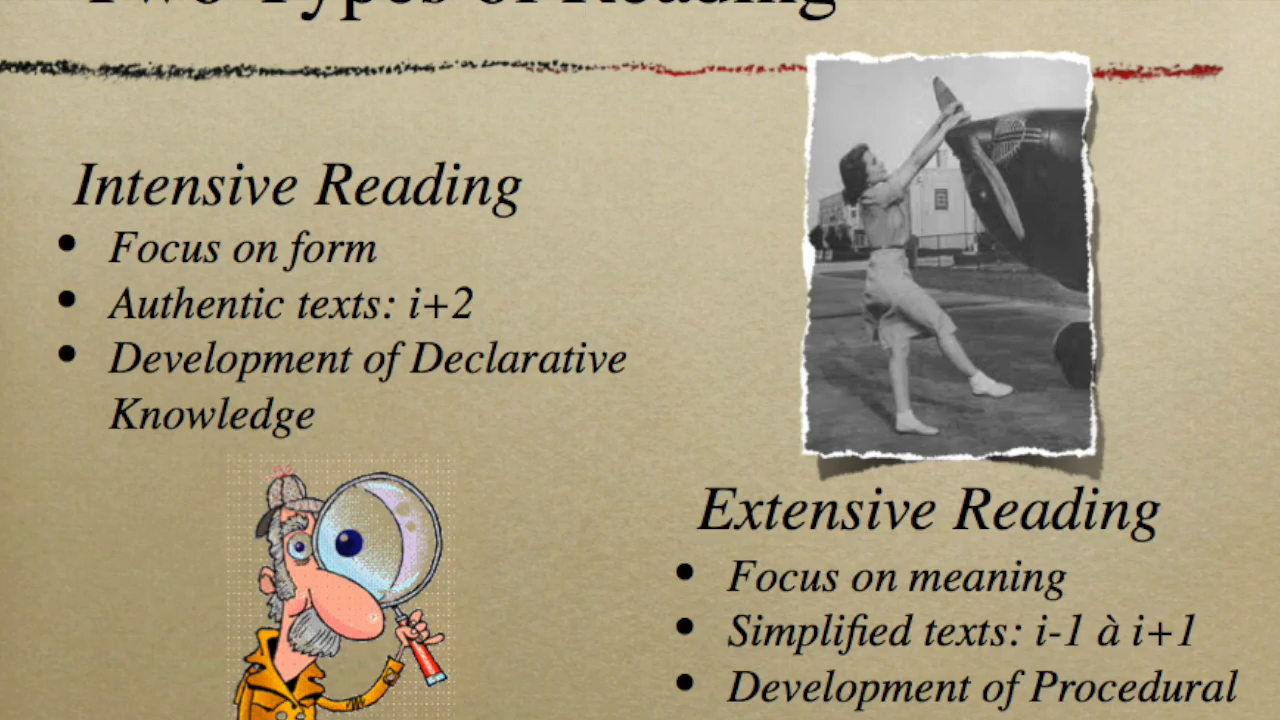 Two Types of Reading
Intensive Reading
• Focus on form
• Authentic texts: i+2
• Development of Declarative
Knowledge
Extensive Reading
• Focus on meaning
• Simplified texts: i-1 à i+1
• Development of Procedural